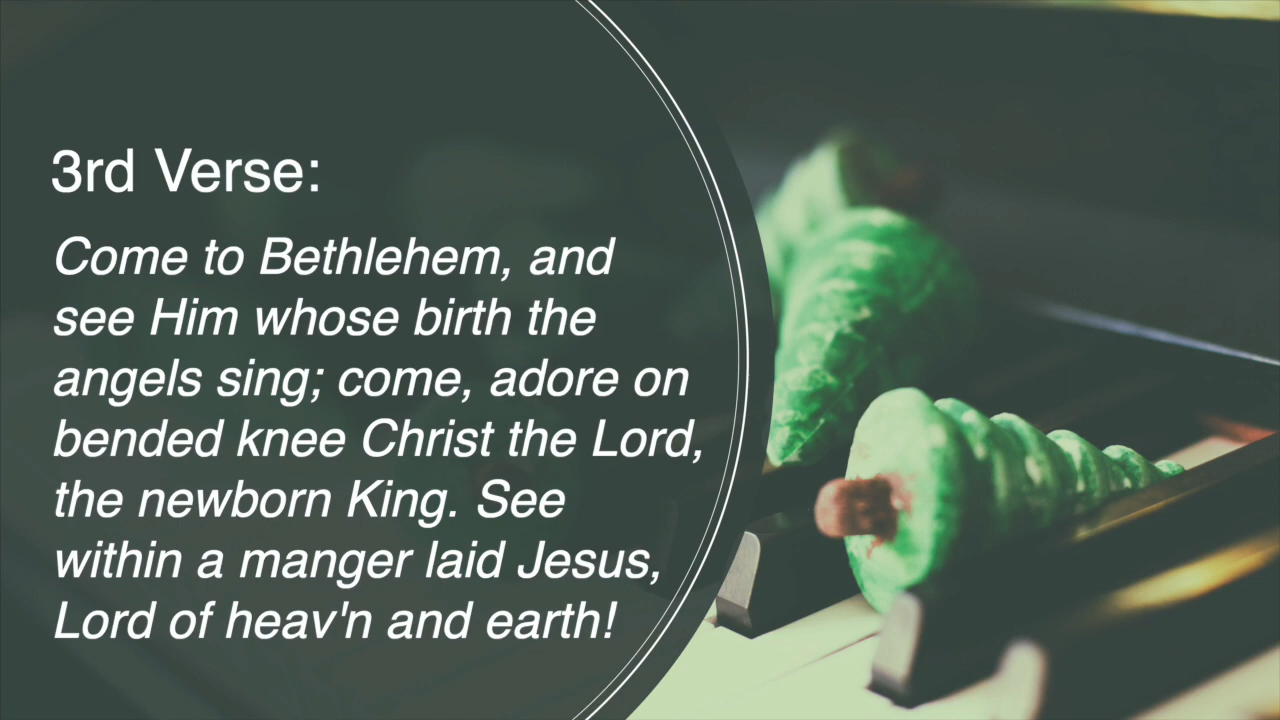 3rd Verse:
Come to Bethlehem, and
see Him whose birth the
angels sing; come, adore on
bended knee Christ the Lord,
the newborn King. See
within a manger laid Jesus,
Lord of heav'n and earth!